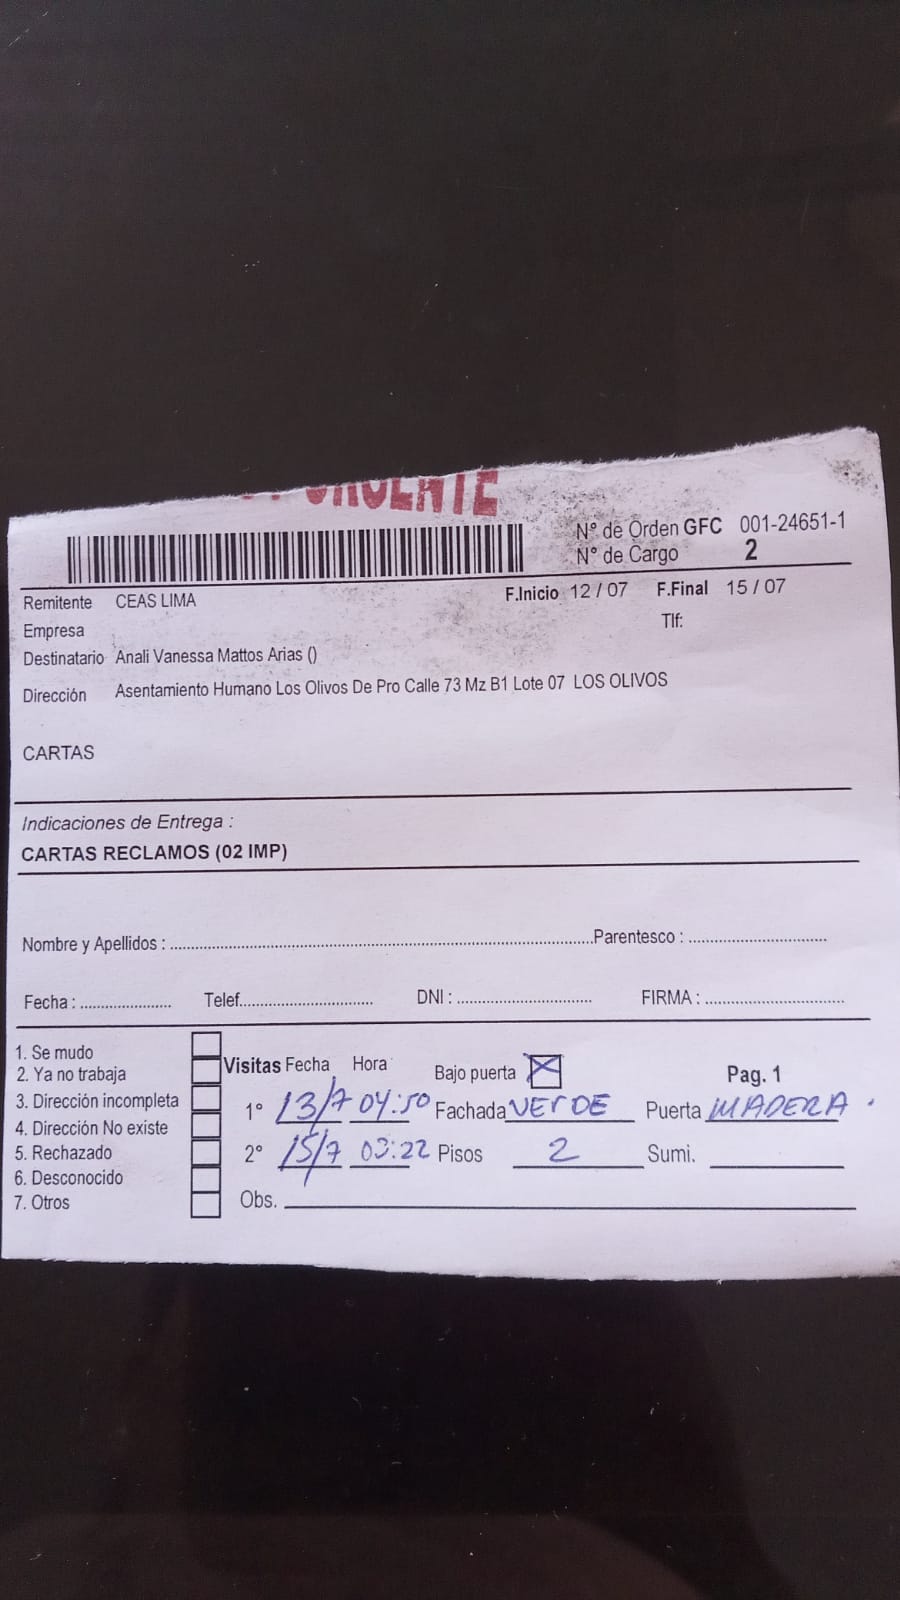 URGENTE
N° de Orden GFC 001-24651-1
N° de Cargo 2
Remitente CEAS LIMA F.Inicio 12 / 07 F.Final 15 / 07
Empresa Tlf:
Destinatario Anali Vanessa Mattos Arias ()
Dirección Asentamiento Humano Los Olivos De Pro Calle 73 Mz B1 Lote 07 LOS OLIVOS
CARTAS
Indicaciones de Entrega :
CARTAS RECLAMOS (02 IMP)
Nombre y Apellidos : ........................................ Parentesco : ..............................
Fecha : ..................... Telef.............................. DNI : .............................. FIRMA : ..............................
1. Se mudo
2. Ya no trabaja
3. Dirección incompleta
4. Dirección No existe
5. Rechazado
6. Desconocido
7. Otros
Visitas Fecha Hora Bajo puerta Pag. 1
1° 13/7 04:50 Fachada VERDE Puerta MADERA.
2° 15/7 03:22 Pisos 2 Sumi.
Obs.